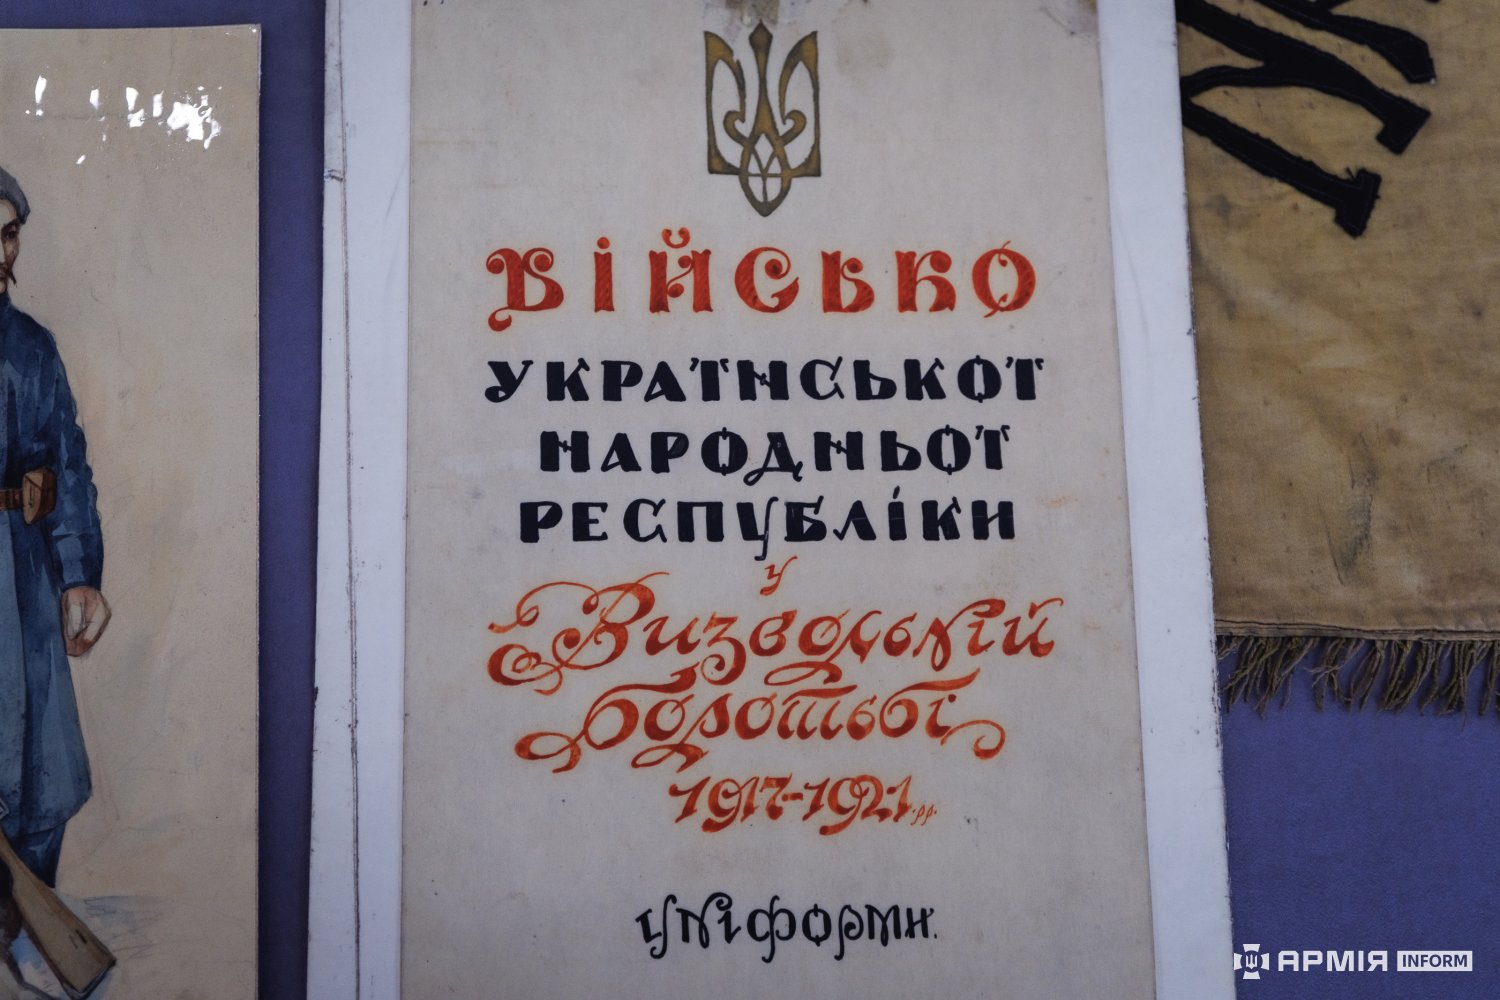 ВІЙСЬКО
УКРАЇНСЬКОЇ
НАРОДНЬОЇ
РЕСПУБЛІКИ
у
Визвольній
боротьбі
1917-1921 рр.
УНІФОРМИ.
АРМІЯ INFORM